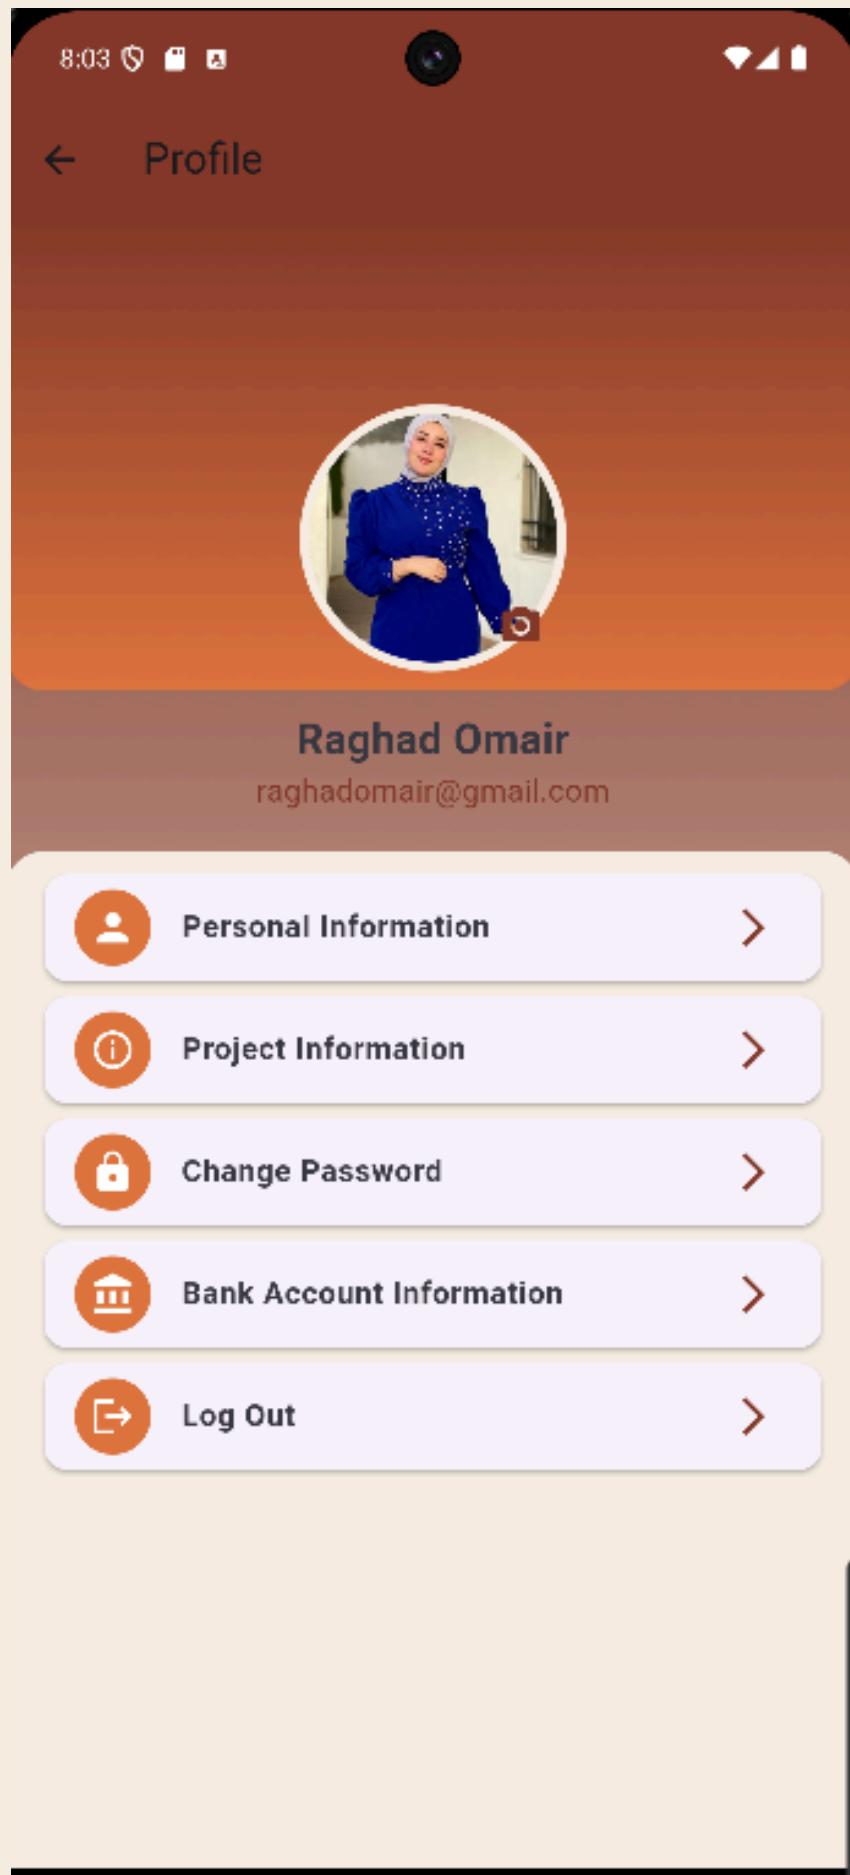 8:03
Profile
Raghad Omair
raghadomair@gmail.com
Personal Information
Project Information
Change Password
Bank Account Information
Log Out